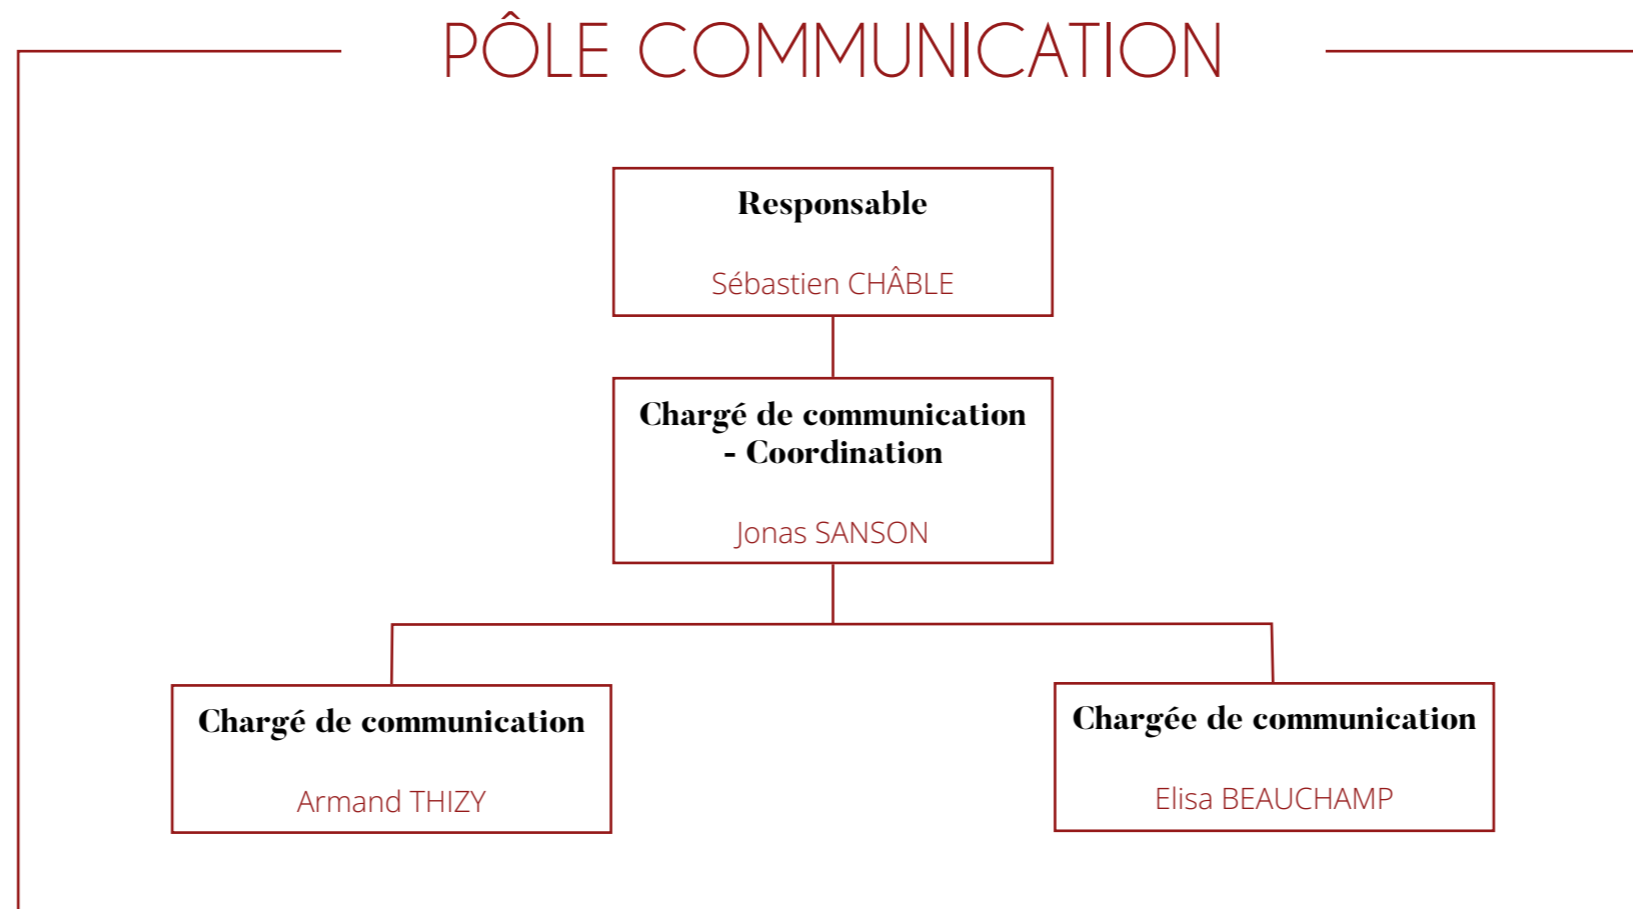 PÔLE COMMUNICATION
Responsable
Sébastien CHÂBLE
Chargé de communication
- Coordination
Jonas SANSON
Chargé de communication
Armand THIZY
Chargée de communication
Elisa BEAUCHAMP